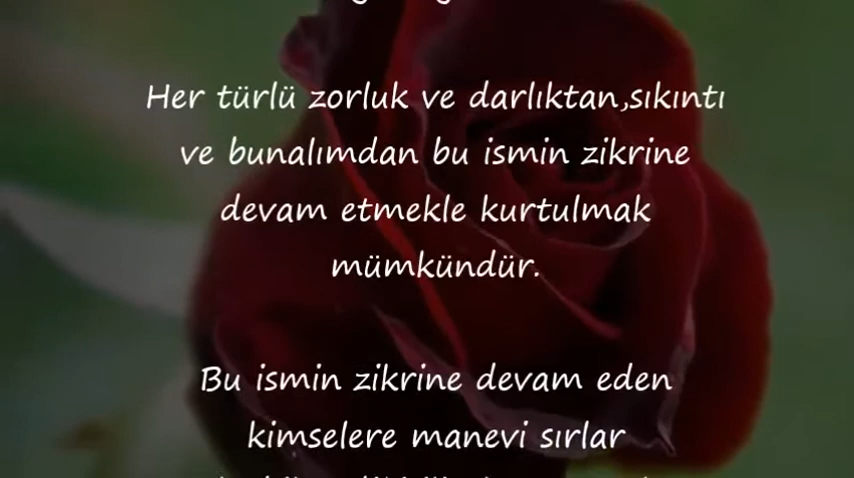 Her türlü zorluk ve darlıktan,sıkıntı
ve bunalımdan bu ismin zikrine
devam etmekle kurtulmak
mümkündür.
Bu ismin zikrine devam eden
kimselere manevi sırlar